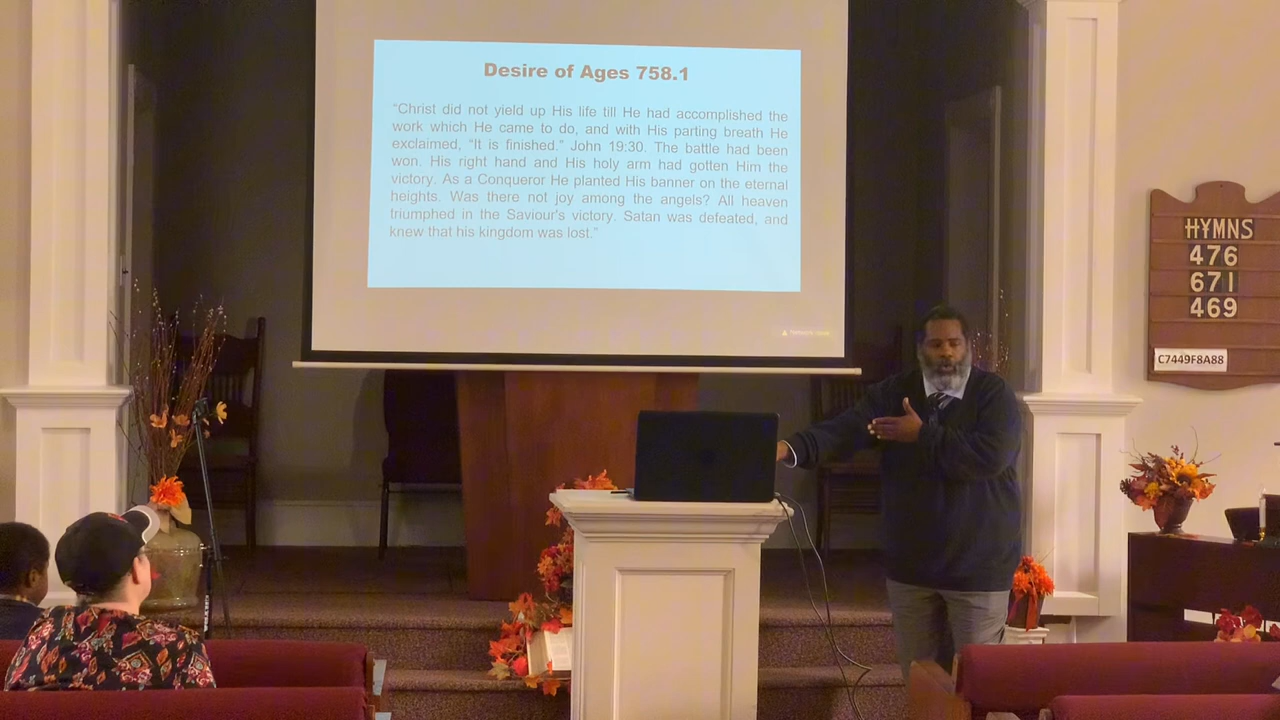 Desire of Ages 758.1
“Christ did not yield up His life till He had accomplished the
work which He came to do, and with His parting breath He
exclaimed, “It is finished.” John 19:30. The battle had been
won. His right hand and His holy arm had gotten Him the
victory. As a Conqueror He planted His banner on the eternal
heights. Was there not joy among the angels? All heaven
triumphed in the Saviour's victory. Satan was defeated, and
knew that his kingdom was lost.”
HYMNS
476
671
469
C7449F8A88